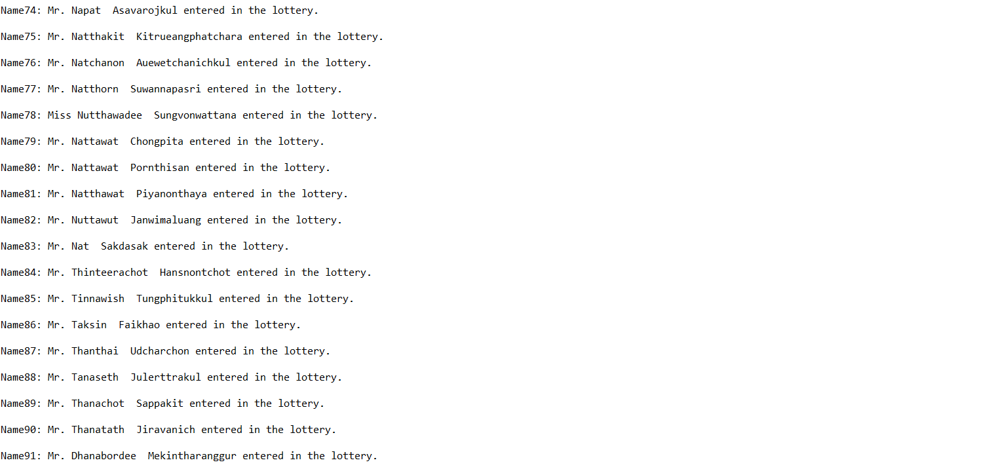 Name74: Mr. Napat  Asavarojkul entered in the lottery.
Name75: Mr. Natthakit  Kitrueangphatchara entered in the lottery.
Name76: Mr. Natchanon  Auewetchanichkul entered in the lottery.
Name77: Mr. Natthorn  Suwannapasri entered in the lottery.
Name78: Miss Nutthawadee  Sungvonwattana entered in the lottery.
Name79: Mr. Nattawat  Chongpita entered in the lottery.
Name80: Mr. Nattawat  Pornthisan entered in the lottery.
Name81: Mr. Natthawat  Piyanonthaya entered in the lottery.
Name82: Mr. Nuttawut  Janwimaluang entered in the lottery.
Name83: Mr. Nat  Sakdasak entered in the lottery.
Name84: Mr. Thinteerachot  Hansnontchot entered in the lottery.
Name85: Mr. Tinnawish  Tungphitukkul entered in the lottery.
Name86: Mr. Taksin  Faikhao entered in the lottery.
Name87: Mr. Thanthai  Udcharchon entered in the lottery.
Name88: Mr. Tanaseth  Julerttrakul entered in the lottery.
Name89: Mr. Thanachot  Sappakit entered in the lottery.
Name90: Mr. Thanatath  Jiravanich entered in the lottery.
Name91: Mr. Dhanabordee  Mekintharanggur entered in the lottery.